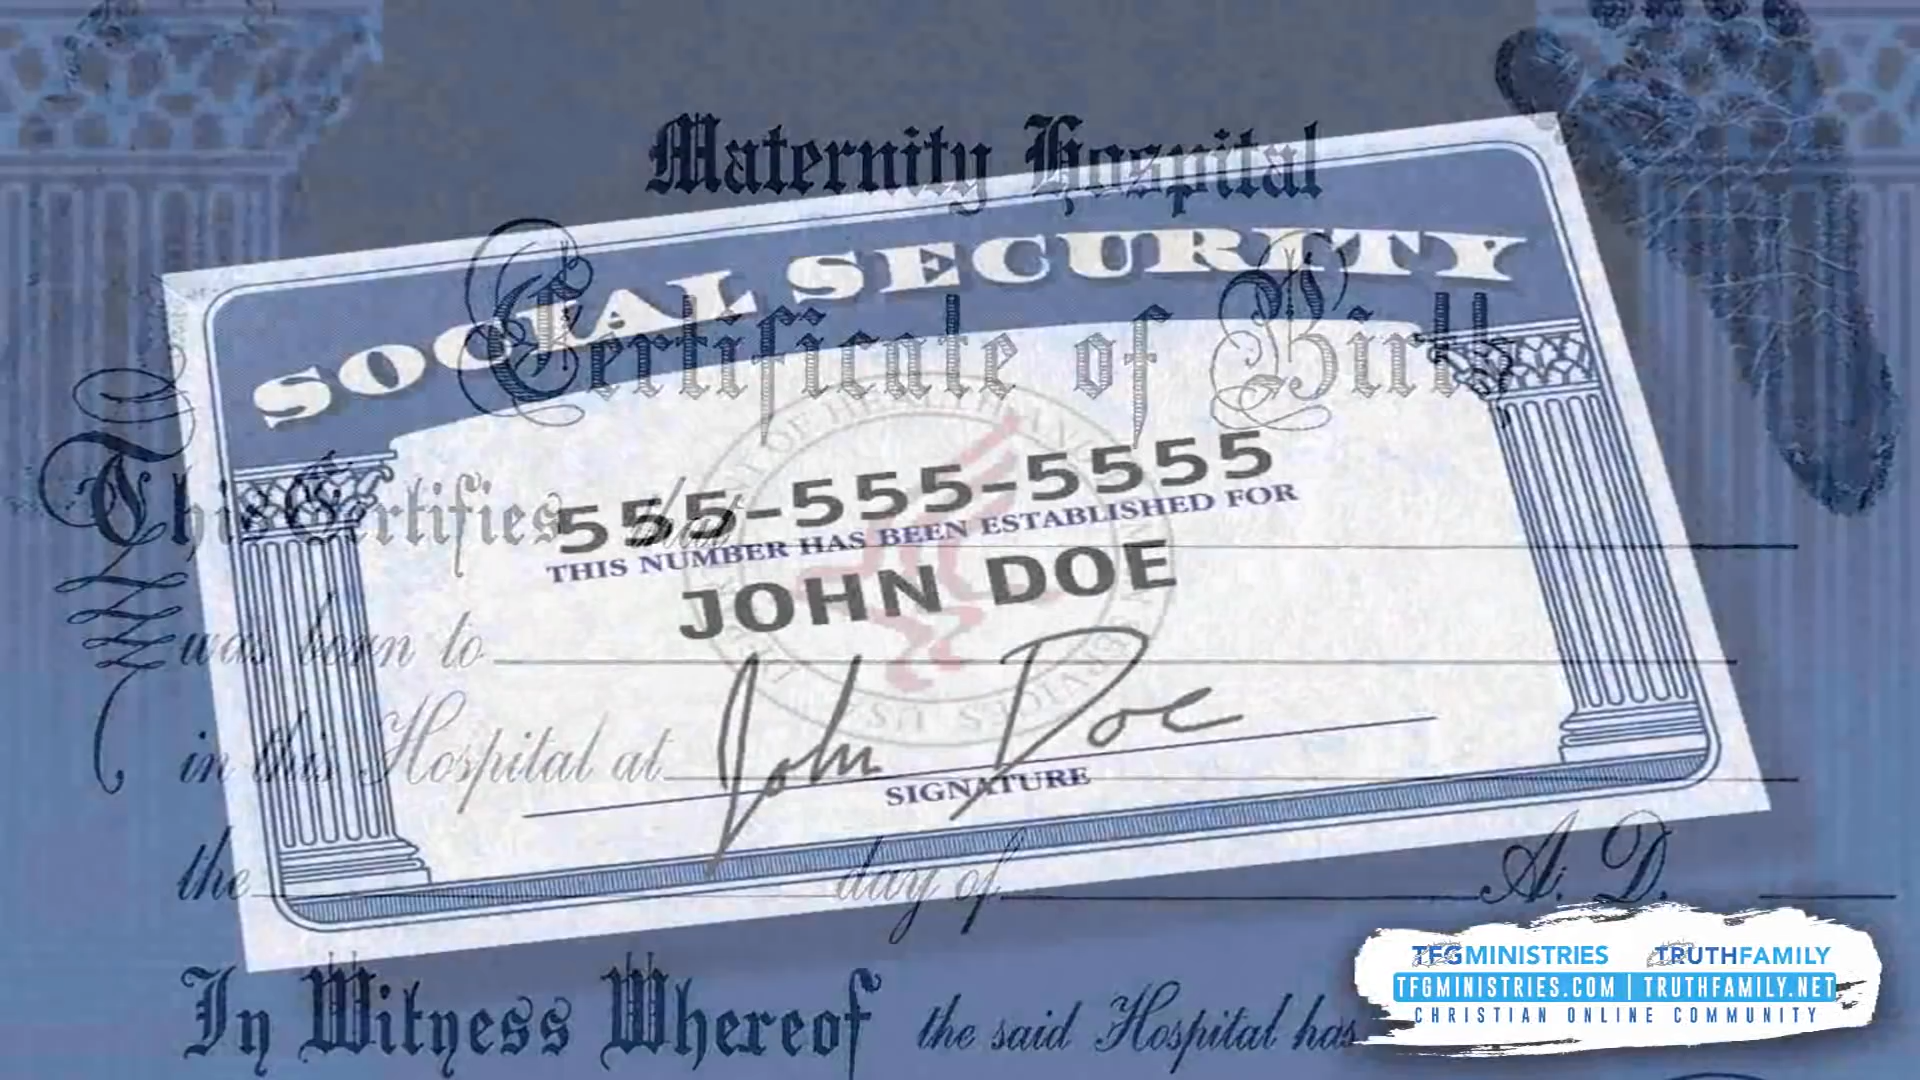 Maternity Hospital
SOCIAL SECURITY
Certificate of Birth
555-555-5555
This Certifies that
THIS NUMBER HAS BEEN ESTABLISHED FOR
JOHN DOE
was born to
John Doe
in this Hospital at
SIGNATURE
the day of A. D.
In Witness Whereof the said Hospital has
TFGMINISTRIES TRUTHFAMILY
TFGMINISTRIES.COM | TRUTHFAMILY.NET
CHRISTIAN ONLINE COMMUNITY